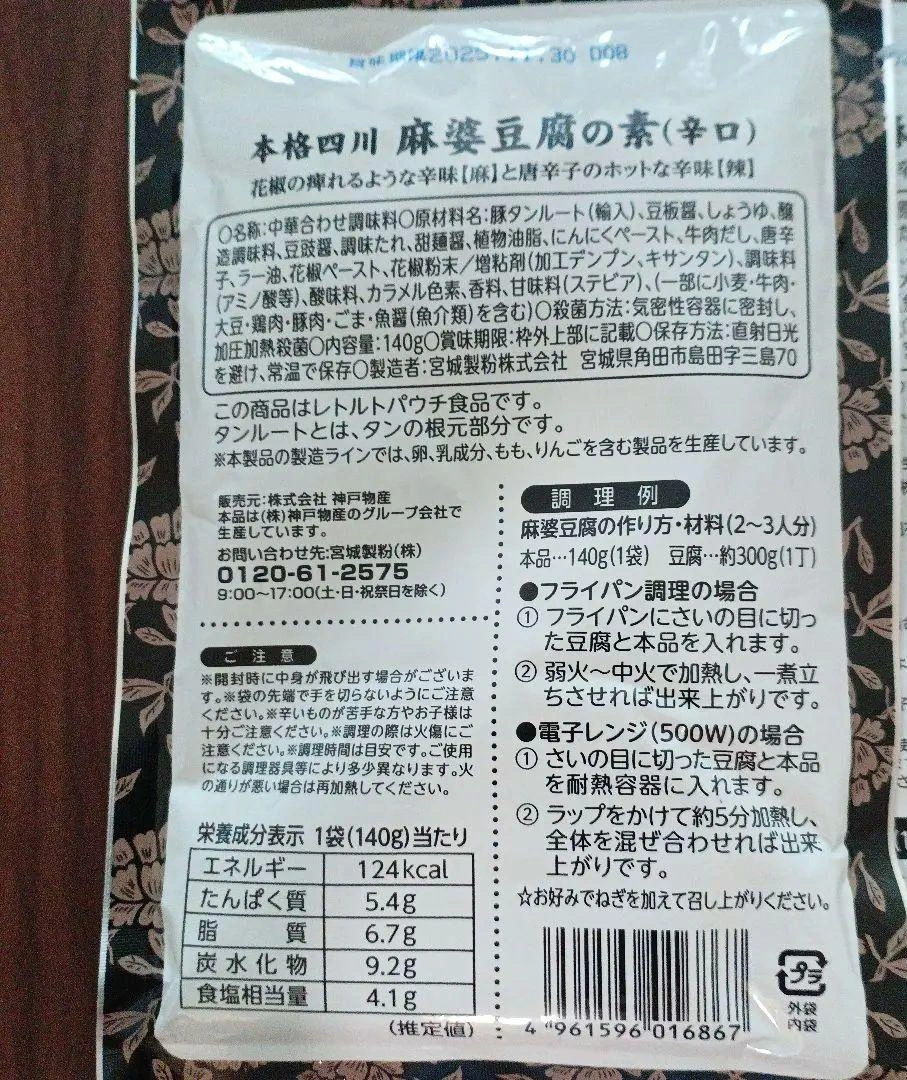 賞味期限2025.11.30 008
本格四川 麻婆豆腐の素(辛口)
花椒の痺れるような辛味【麻】と唐辛子のホットな辛味【辣】
○名称:中華合わせ調味料○原材料名:豚タンルート(輸入)、豆板醤、しょうゆ、醸
造調味料、豆豉醤、調味たれ、甜麺醤、植物油脂、にんにくペースト、牛肉だし、唐辛
子、ラー油、花椒ペースト、花椒粉末/増粘剤(加工デンプン、キサンタン)、調味料
(アミノ酸等)、酸味料、カラメル色素、香料、甘味料(ステビア)、(一部に小麦・牛肉・
大豆・鶏肉・豚肉・ごま・魚醤(魚介類)を含む)○殺菌方法:気密性容器に密封し、
加圧加熱殺菌○内容量:140g○賞味期限:枠外上部に記載○保存方法:直射日光
を避け、常温で保存○製造者:宮城製粉株式会社 宮城県角田市島田字三島70
この商品はレトルトパウチ食品です。
タンルートとは、タンの根元部分です。
※本製品の製造ラインでは、卵、乳成分、もも、りんごを含む製品を生産しています。
販売元:株式会社 神戸物産
本品は(株)神戸物産のグループ会社で
生産しています。
お問い合わせ先:宮城製粉(株)
0120-61-2575
9:00~17:00(土・日・祝祭日を除く)
ご注意
※開封時に中身が飛び出す場合がございま
す。※袋の先端で手を切らないようにご注意
ください。※辛いものが苦手な方やお子様は
十分ご注意ください。※調理の際は火傷にご
注意ください。※調理時間は目安です。ご使用
になる調理器具等により多少異なります。火
の通りが悪い場合は再加熱してください。
栄養成分表示 1袋(140g)当たり
エネルギー 124kcal
たんぱく質 5.4g
脂質 6.7g
炭水化物 9.2g
食塩相当量 4.1g
(推定値)
調理例
麻婆豆腐の作り方・材料(2~3人分)
本品…140g(1袋) 豆腐…約300g(1丁)
●フライパン調理の場合
① フライパンにさいの目に切っ
た豆腐と本品を入れます。
② 弱火~中火で加熱し、一煮立
ちさせれば出来上がりです。
●電子レンジ(500W)の場合
① さいの目に切った豆腐と本品
を耐熱容器に入れます。
② ラップをかけて約5分加熱し、
全体を混ぜ合わせれば出来
上がりです。
☆お好みでねぎを加えて召し上がりください。
4 961596 016867
プラ
外袋
内袋